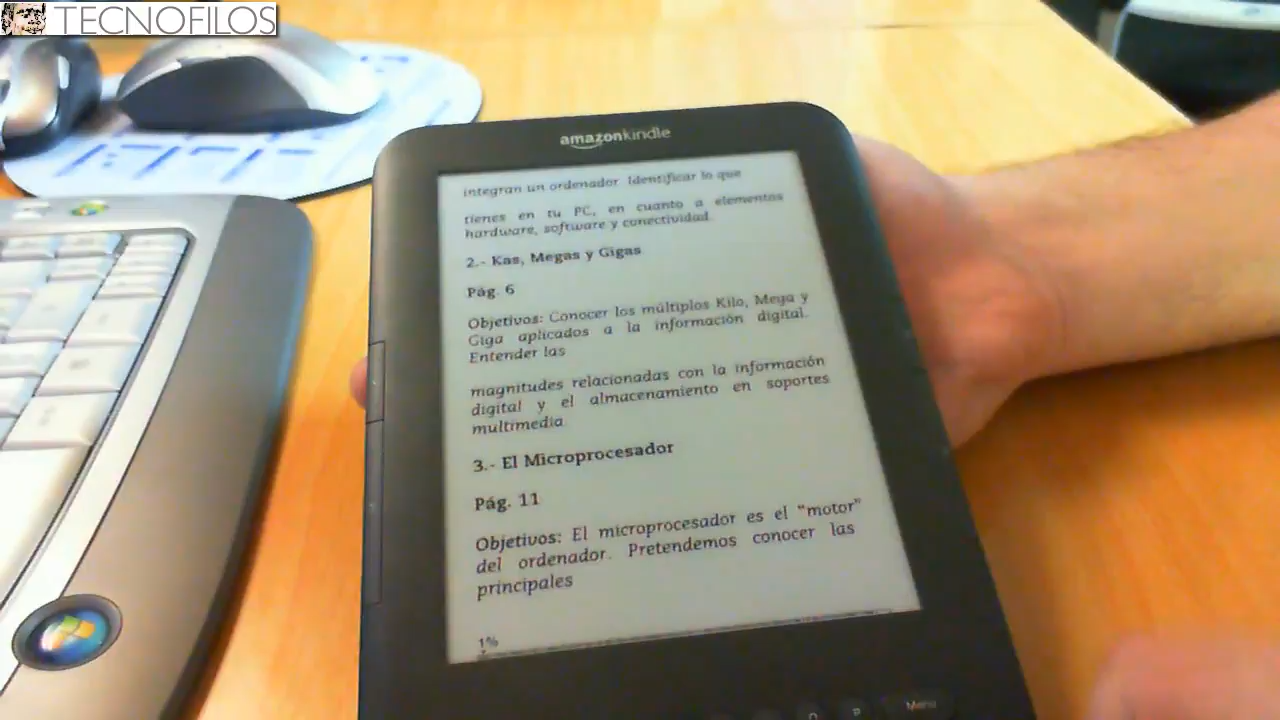 TECNOFILOS
amazonkindle
integran un ordenador Identificar lo que
tienes en tu PC, en cuanto a elementos
hardware, software y conectividad.
2.- Kas, Megas y Gigas
Pág. 6
Objetivos: Conocer los múltiplos Kilo, Mega y
Giga aplicados a la información digital.
Entender las
magnitudes relacionadas con la información
digital y el almacenamiento en soportes
multimedia.
3.- El Microprocesador
Pág. 11
Objetivos: El microprocesador es el "motor"
del ordenador. Pretendemos conocer las
principales
1%
O P Menu